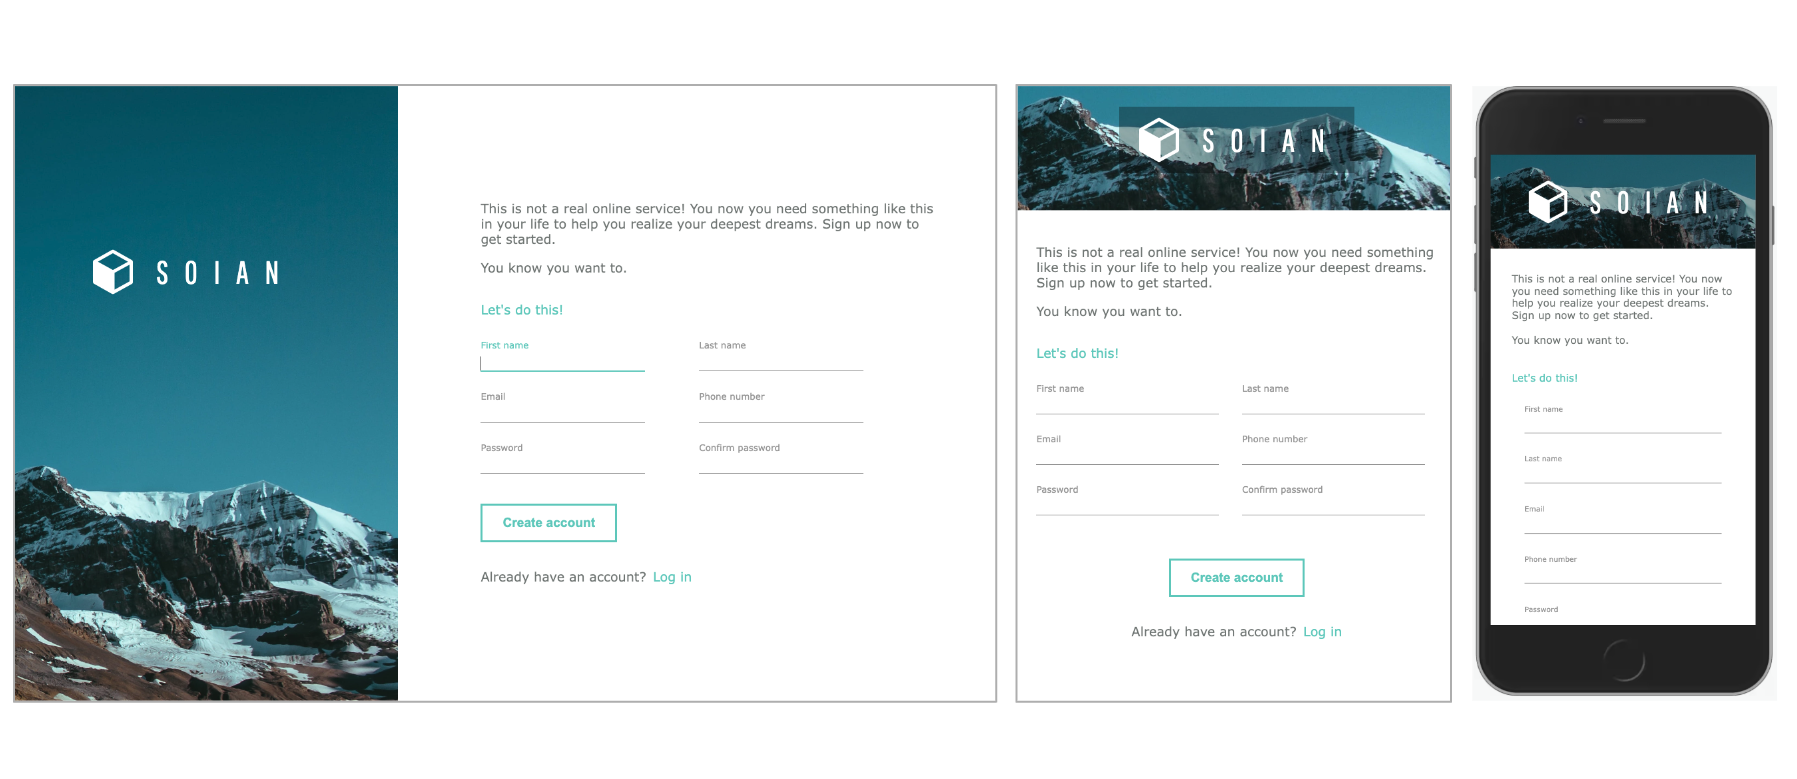 SOIAN
This is not a real online service! You now you need something like this
in your life to help you realize your deepest dreams. Sign up now to
get started.
You know you want to.
Let's do this!
First name
Last name
Email
Phone number
Password
Confirm password
Create account
Already have an account? Log in
SOIAN
This is not a real online service! You now you need something
like this in your life to help you realize your deepest dreams.
Sign up now to get started.
You know you want to.
Let's do this!
First name
Last name
Email
Phone number
Password
Confirm password
Create account
Already have an account? Log in
SOIAN
This is not a real online service! You now
you need something like this in your life to
help you realize your deepest dreams.
Sign up now to get started.
You know you want to.
Let's do this!
First name
Last name
Email
Phone number
Password